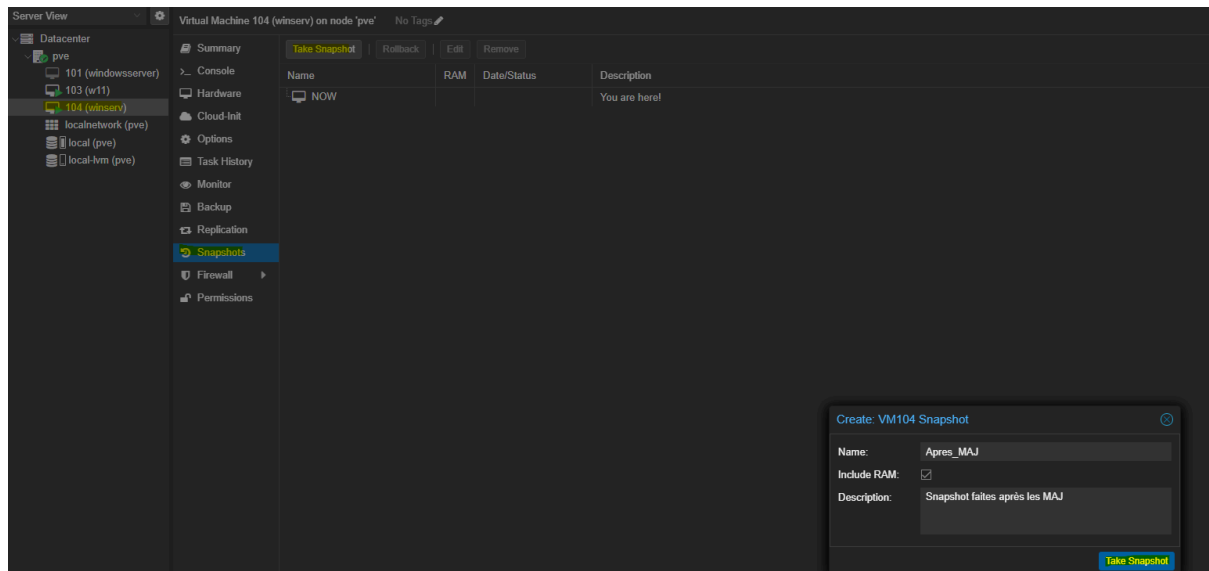 Server View
Virtual Machine 104 (winserv) on node 'pve' No Tags
Datacenter
pve
101 (windowsserver)
103 (w11)
104 (winserv)
localnetwork (pve)
local (pve)
local-lvm (pve)
Summary
>_ Console
Hardware
Cloud-Init
Options
Task History
Monitor
Backup
Replication
Snapshots
Firewall
Permissions
Take Snapshot Rollback Edit Remove
Name RAM Date/Status Description
NOW You are here!
Create: VM104 Snapshot
Name: Apres_MAJ
Include RAM:
Description: Snapshot faites après les MAJ
Take Snapshot